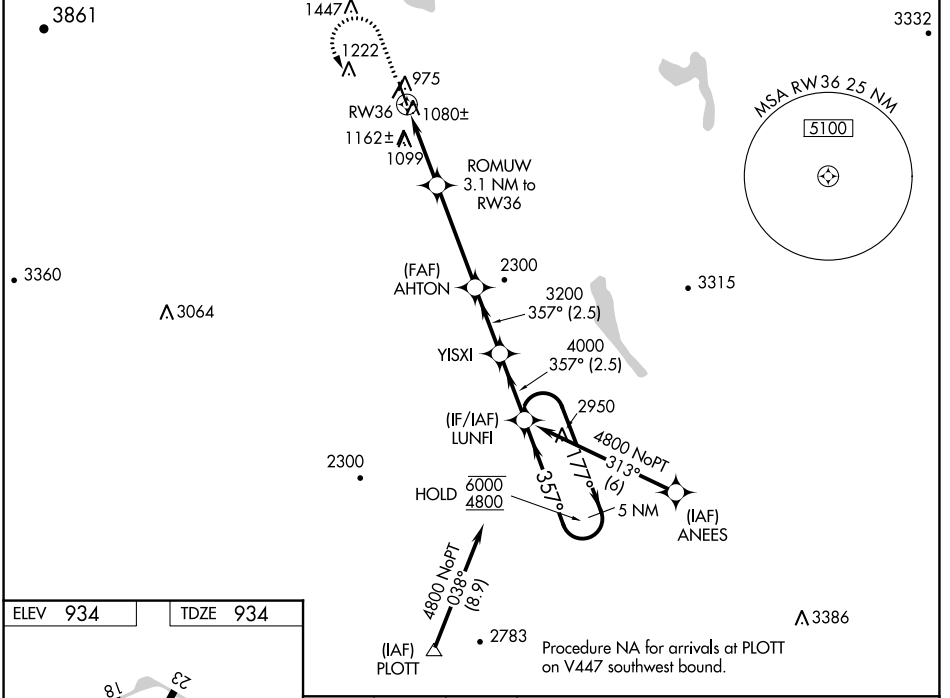 1447
3861
3332
1222
975
MSA RW36 25 NM
RW36
1080±
5100
1162±
1099
ROMUW
3.1 NM to
RW36
(FAF)
AHTON
2300
3360
3315
3200
357° (2.5)
3064
4000
357° (2.5)
YISXI
(IF/IAF)
LUNFI
2950
4800 NoPT
313°
(6)
2300
177°
357°
HOLD
6000
4800
5 NM
(IAF)
ANEES
4800 NoPT
038°
(8.9)
ELEV 934
TDZE 934
3386
2783
(IAF)
PLOTT
Procedure NA for arrivals at PLOTT
on V447 southwest bound.
18
23